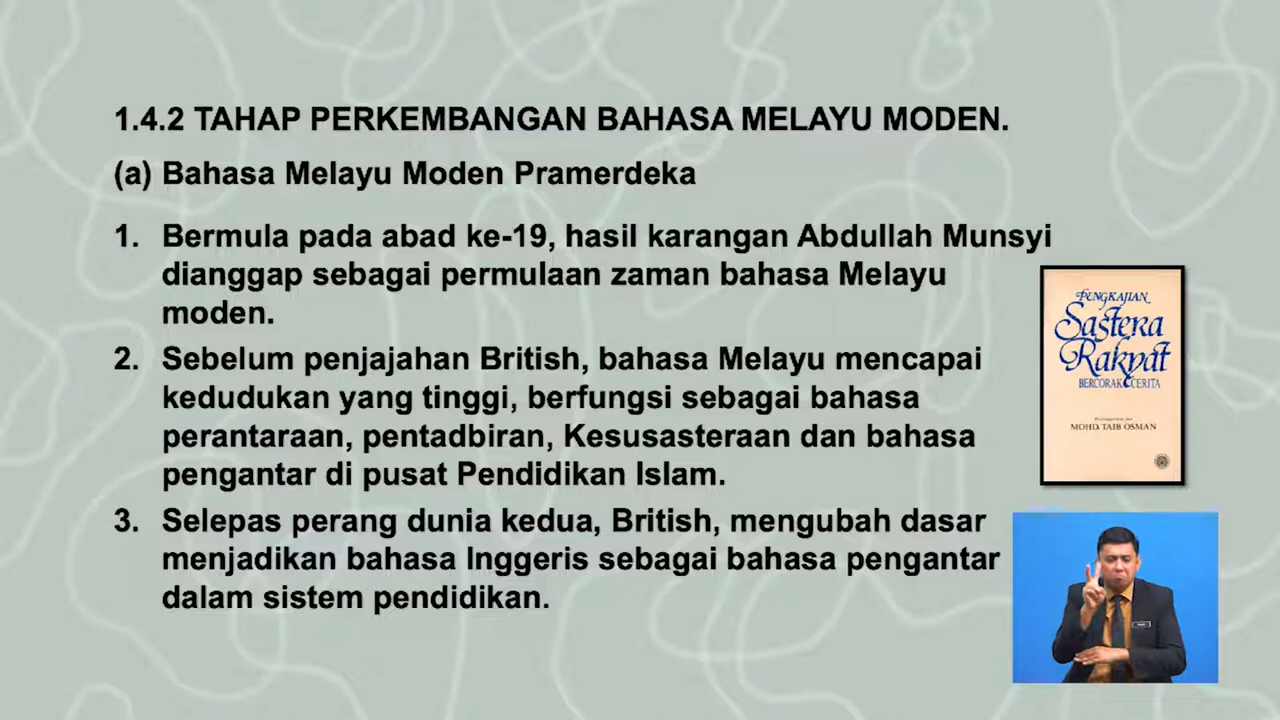 1.4.2 TAHAP PERKEMBANGAN BAHASA MELAYU MODEN.
(a) Bahasa Melayu Moden Pramerdeka
1. Bermula pada abad ke-19, hasil karangan Abdullah Munsyi
dianggap sebagai permulaan zaman bahasa Melayu
moden.
2. Sebelum penjajahan British, bahasa Melayu mencapai
kedudukan yang tinggi, berfungsi sebagai bahasa
perantaraan, pentadbiran, Kesusasteraan dan bahasa
pengantar di pusat Pendidikan Islam.
3. Selepas perang dunia kedua, British, mengubah dasar
menjadikan bahasa Inggeris sebagai bahasa pengantar
dalam sistem pendidikan.
PENGKAJIAN
Sastera
Rakyat
BERCORAK CERITA
MOHD. TAIB OSMAN